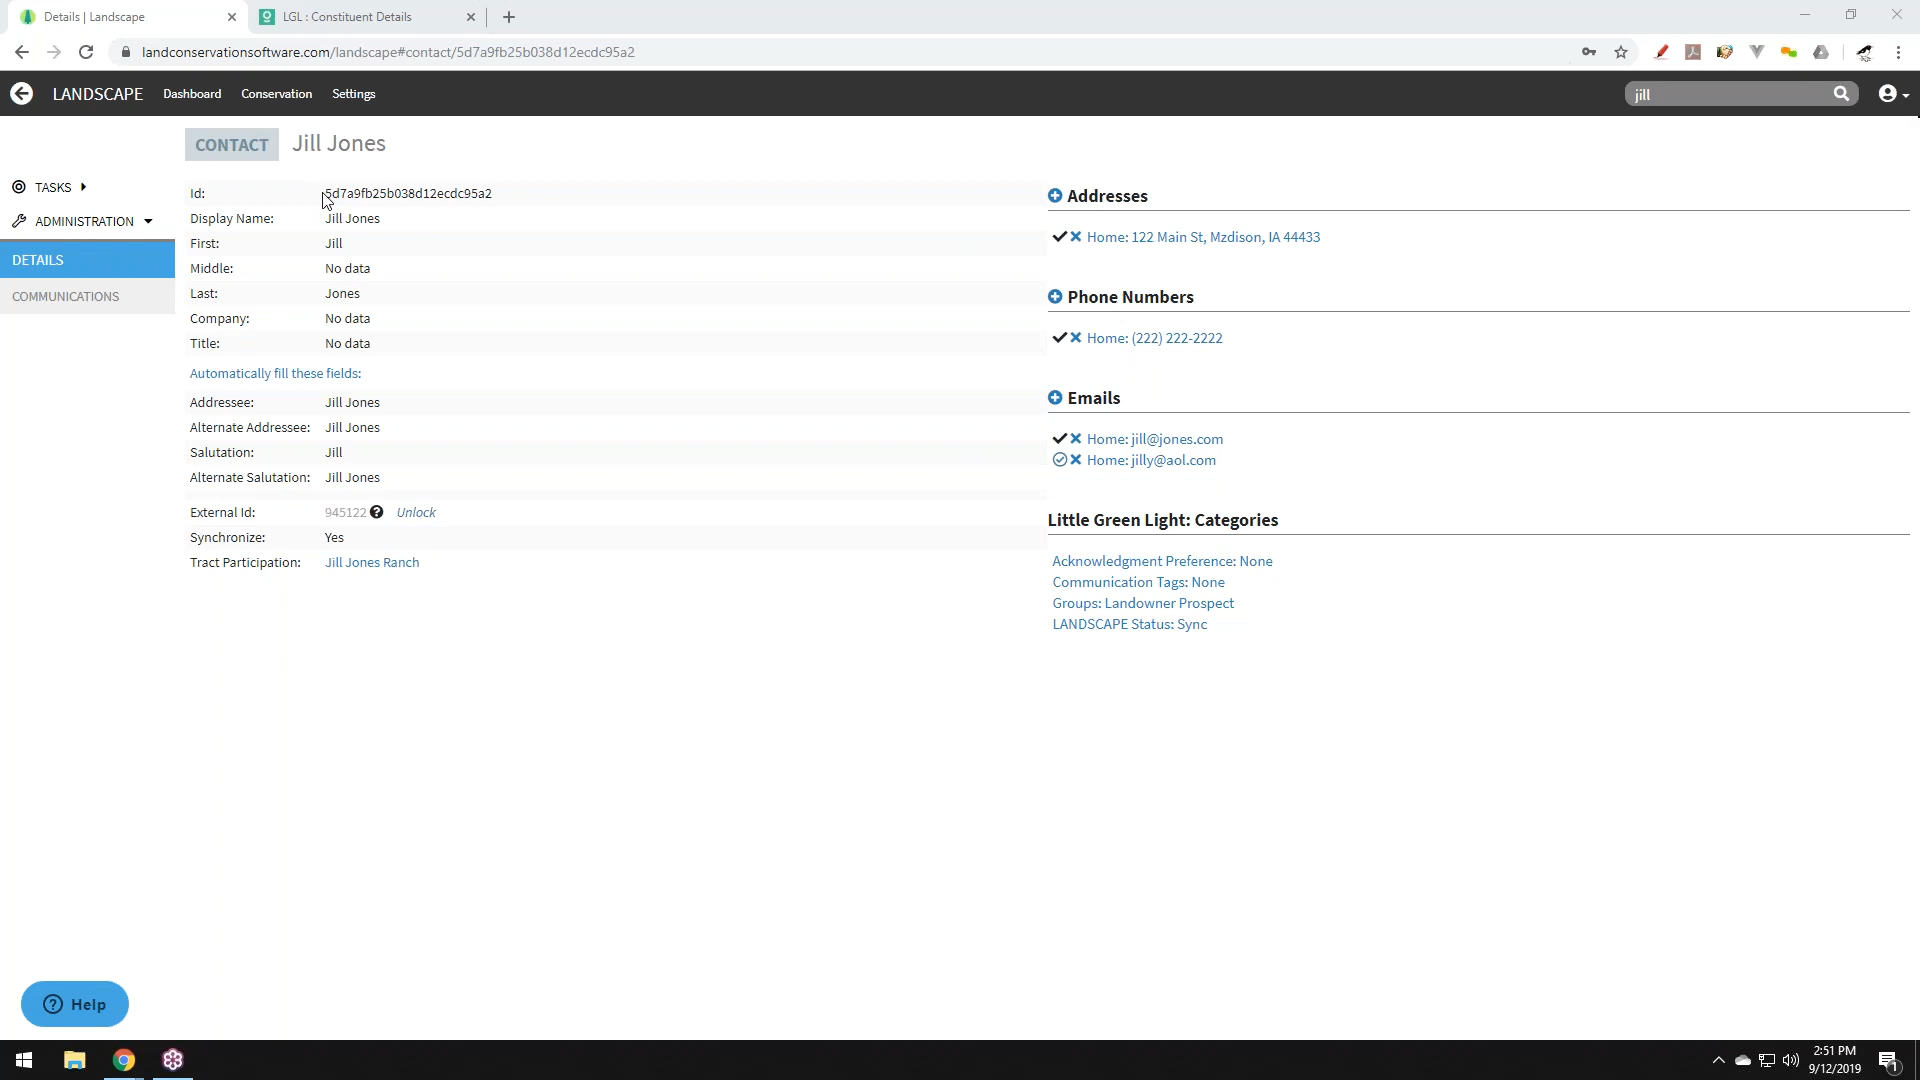 Details | Landscape
LGL : Constituent Details
landconservationsoftware.com/landscape#contact/5d7a9fb25b038d12ecdc95a2
LANDSCAPE Dashboard Conservation Settings
jill
CONTACT Jill Jones
TASKS
ADMINISTRATION
DETAILS
COMMUNICATIONS
Id: 5d7a9fb25b038d12ecdc95a2
Display Name: Jill Jones
First: Jill
Middle: No data
Last: Jones
Company: No data
Title: No data
Automatically fill these fields:
Addressee: Jill Jones
Alternate Addressee: Jill Jones
Salutation: Jill
Alternate Salutation: Jill Jones
External Id: 945122 ? Unlock
Synchronize: Yes
Tract Participation: Jill Jones Ranch
Addresses
Home: 122 Main St, Mzdison, IA 44433
Phone Numbers
Home: (222) 222-2222
Emails
Home: jill@jones.com
Home: jilly@aol.com
Little Green Light: Categories
Acknowledgment Preference: None
Communication Tags: None
Groups: Landowner Prospect
LANDSCAPE Status: Sync
? Help
2:51 PM
9/12/2019
1